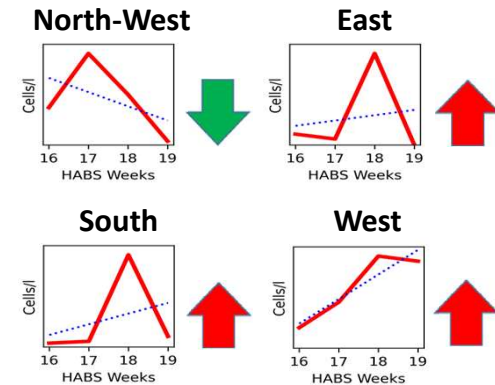 North-West
Cells/l
16 17 18 19
HABS Weeks
East
Cells/l
16 17 18 19
HABS Weeks
South
Cells/l
16 17 18 19
HABS Weeks
West
Cells/l
16 17 18 19
HABS Weeks